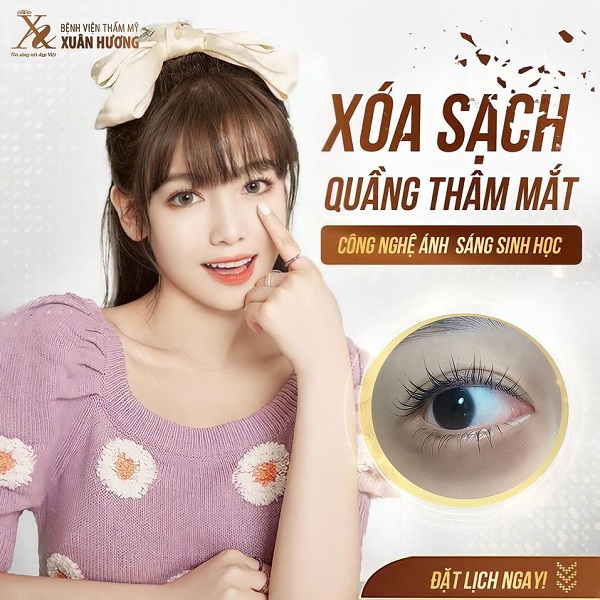 BỆNH VIỆN THẨM MỸ
XUÂN HƯƠNG
XÓA SẠCH
QUẦNG THÂM MẮT
CÔNG NGHỆ ÁNH SÁNG SINH HỌC
ĐẶT LỊCH NGAY!